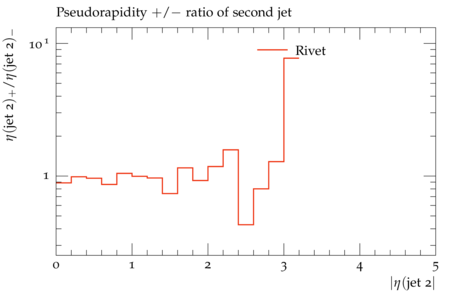 Pseudorapidity +/− ratio of second jet
η(jet 2)₊/η(jet 2)₋
10¹
1
Rivet
0 1 2 3 4 5
|η(jet 2|